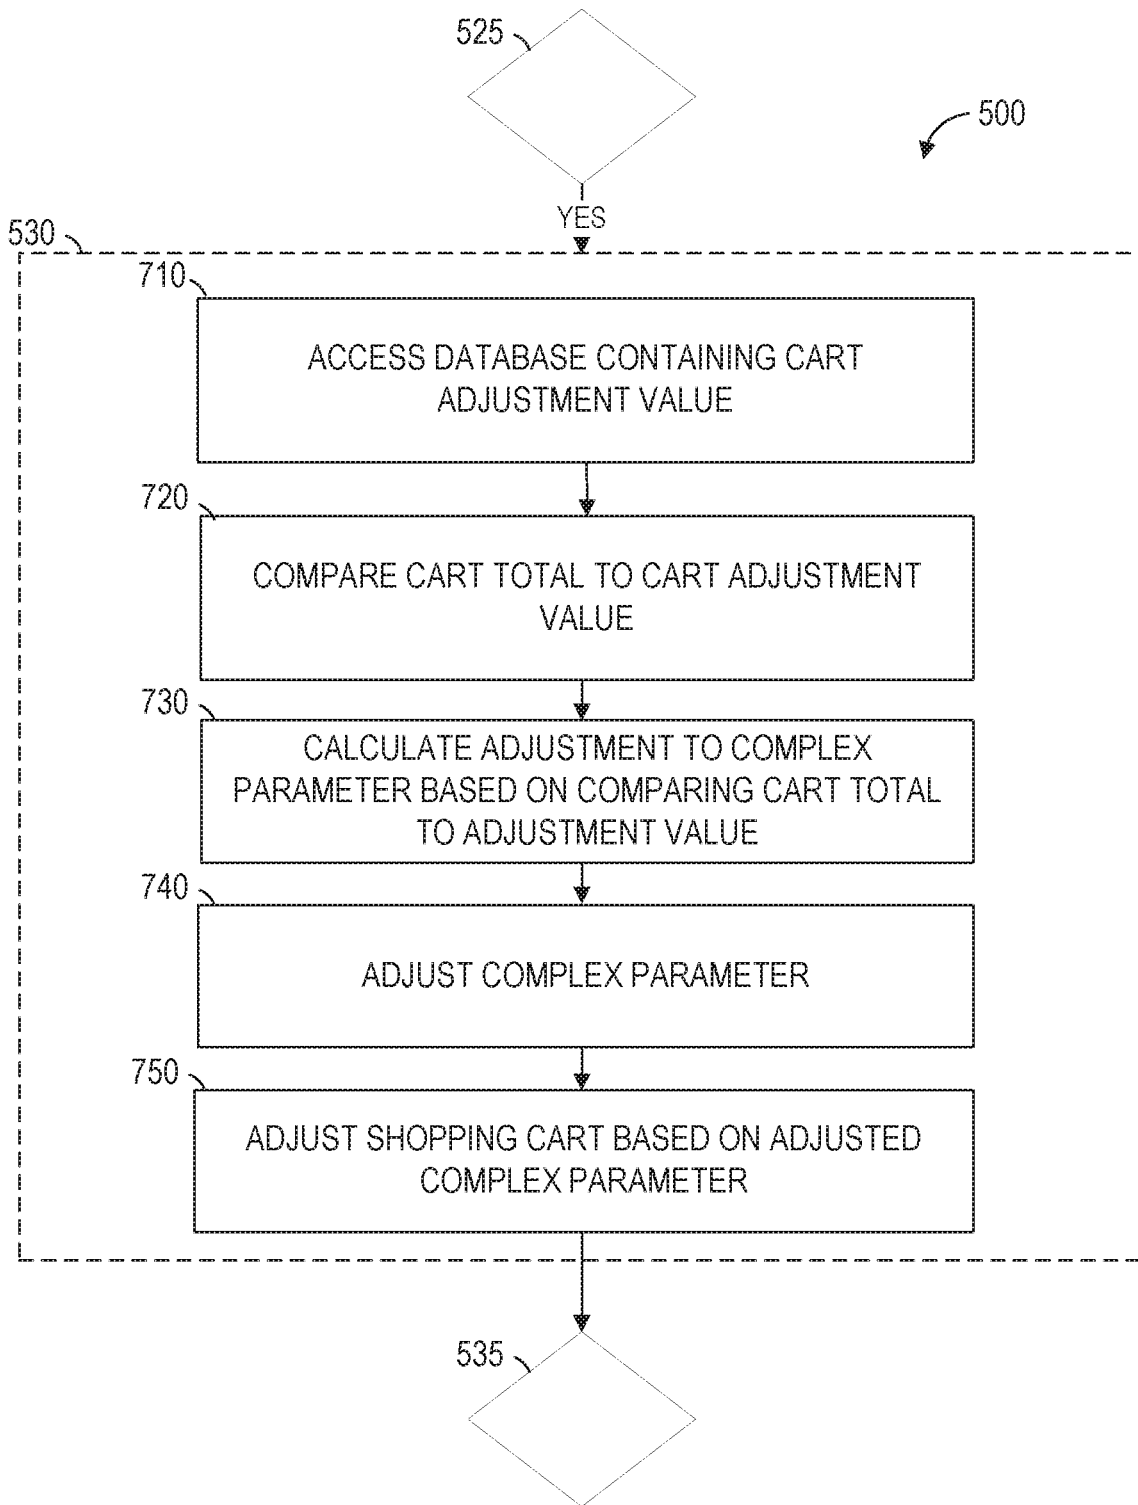 525
500
YES
530
710
ACCESS DATABASE CONTAINING CART
ADJUSTMENT VALUE
720
COMPARE CART TOTAL TO CART ADJUSTMENT
VALUE
730
CALCULATE ADJUSTMENT TO COMPLEX
PARAMETER BASED ON COMPARING CART TOTAL
TO ADJUSTMENT VALUE
740
ADJUST COMPLEX PARAMETER
750
ADJUST SHOPPING CART BASED ON ADJUSTED
COMPLEX PARAMETER
535